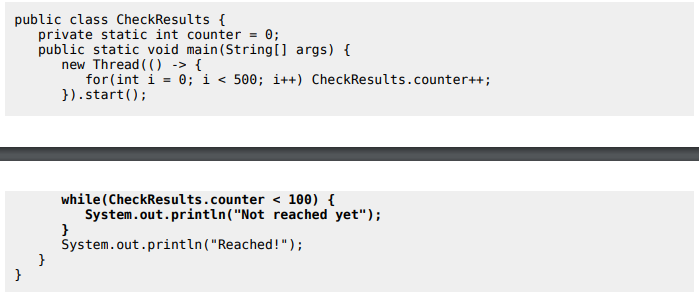 public class CheckResults {
private static int counter = 0;
public static void main(String[] args) {
new Thread(() -> {
for(int i = 0; i < 500; i++) CheckResults.counter++;
}).start();
while(CheckResults.counter < 100) {
System.out.println("Not reached yet");
}
System.out.println("Reached!");
}
}